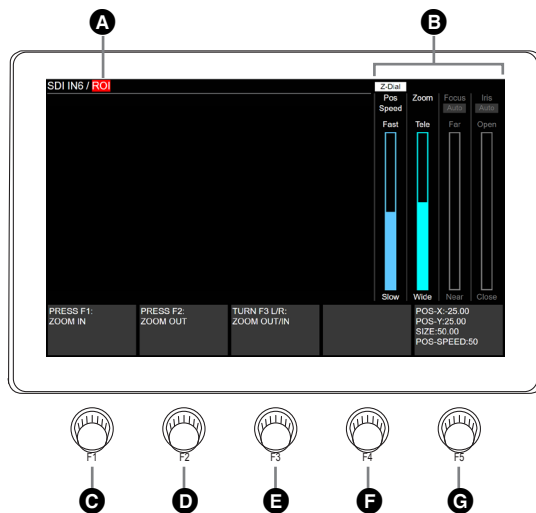 A
B
SDI IN6 / ROI
Z-Dial
Pos Speed Zoom Focus Iris
Auto Auto
Fast Tele Far Open
Slow Wide Near Close
PRESS F1:
ZOOM IN
PRESS F2:
ZOOM OUT
TURN F3 L/R:
ZOOM OUT/IN
POS-X:-25.00
POS-Y:25.00
SIZE:50.00
POS-SPEED:50
F1 F2 F3 F4 F5
C D E F G